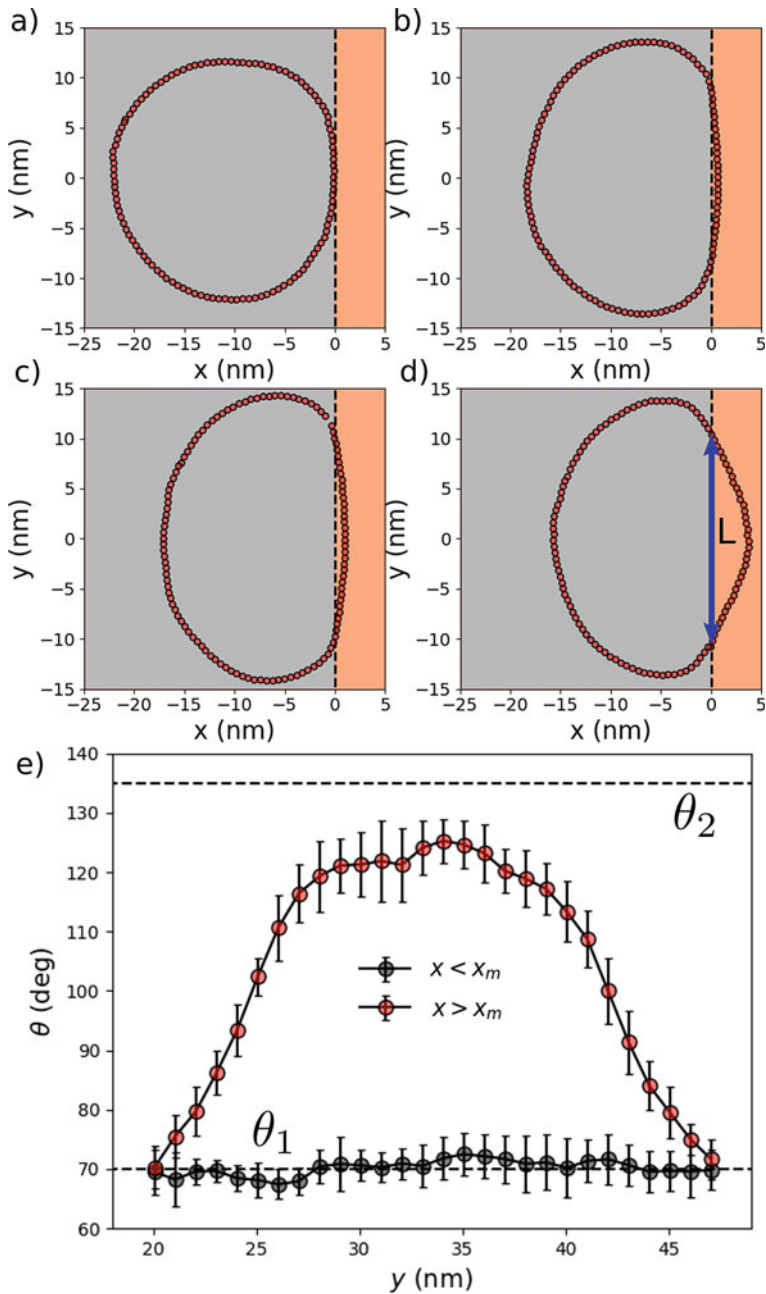 a)
y (nm)
15
10
5
0
−5
−10
−15
−25 −20 −15 −10 −5 0 5
x (nm)
b)
y (nm)
15
10
5
0
−5
−10
−15
−25 −20 −15 −10 −5 0 5
x (nm)
c)
y (nm)
15
10
5
0
−5
−10
−15
−25 −20 −15 −10 −5 0 5
x (nm)
d)
y (nm)
15
10
5
0
−5
−10
−15
L
−25 −20 −15 −10 −5 0 5
x (nm)
e)
θ (deg)
140
130
120
110
100
90
80
70
60
θ₂
x < xₘ
x > xₘ
θ₁
20 25 30 35 40 45
y (nm)